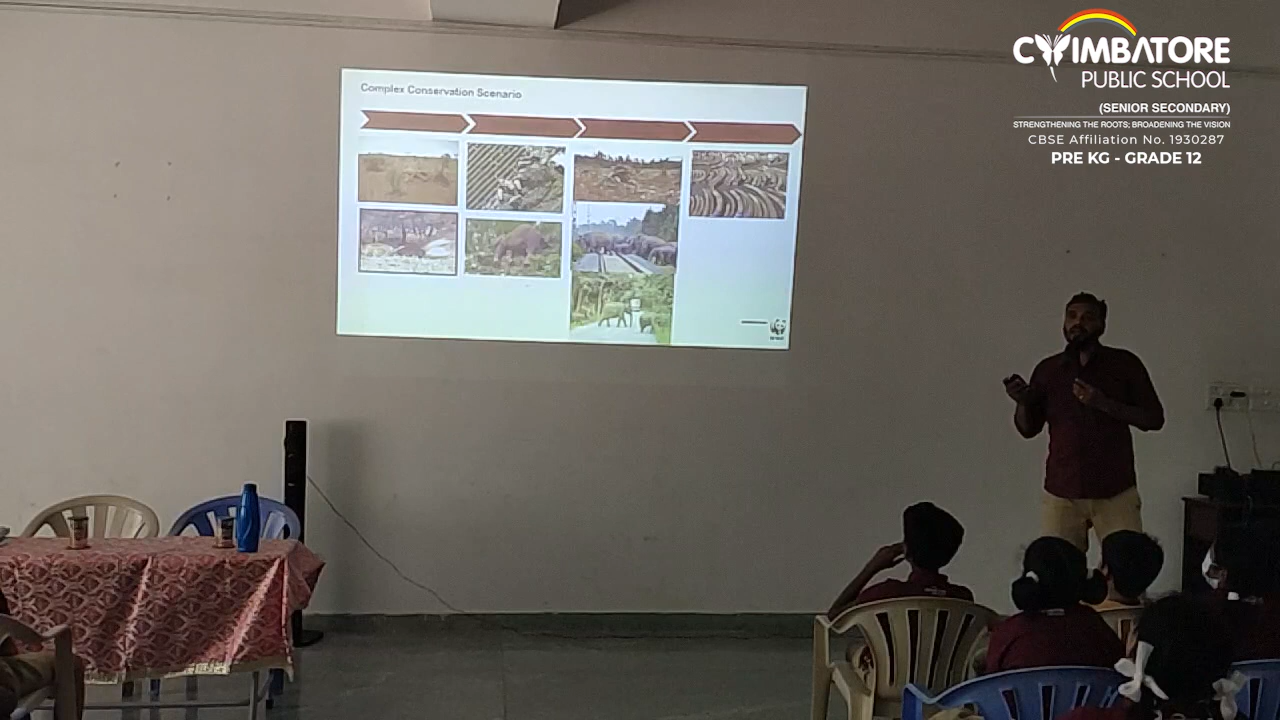 Complex Conservation Scenario
COIMBATORE
PUBLIC SCHOOL
(SENIOR SECONDARY)
STRENGTHENING THE ROOTS; BROADENING THE VISION
CBSE Affiliation No. 1930287
PRE KG - GRADE 12